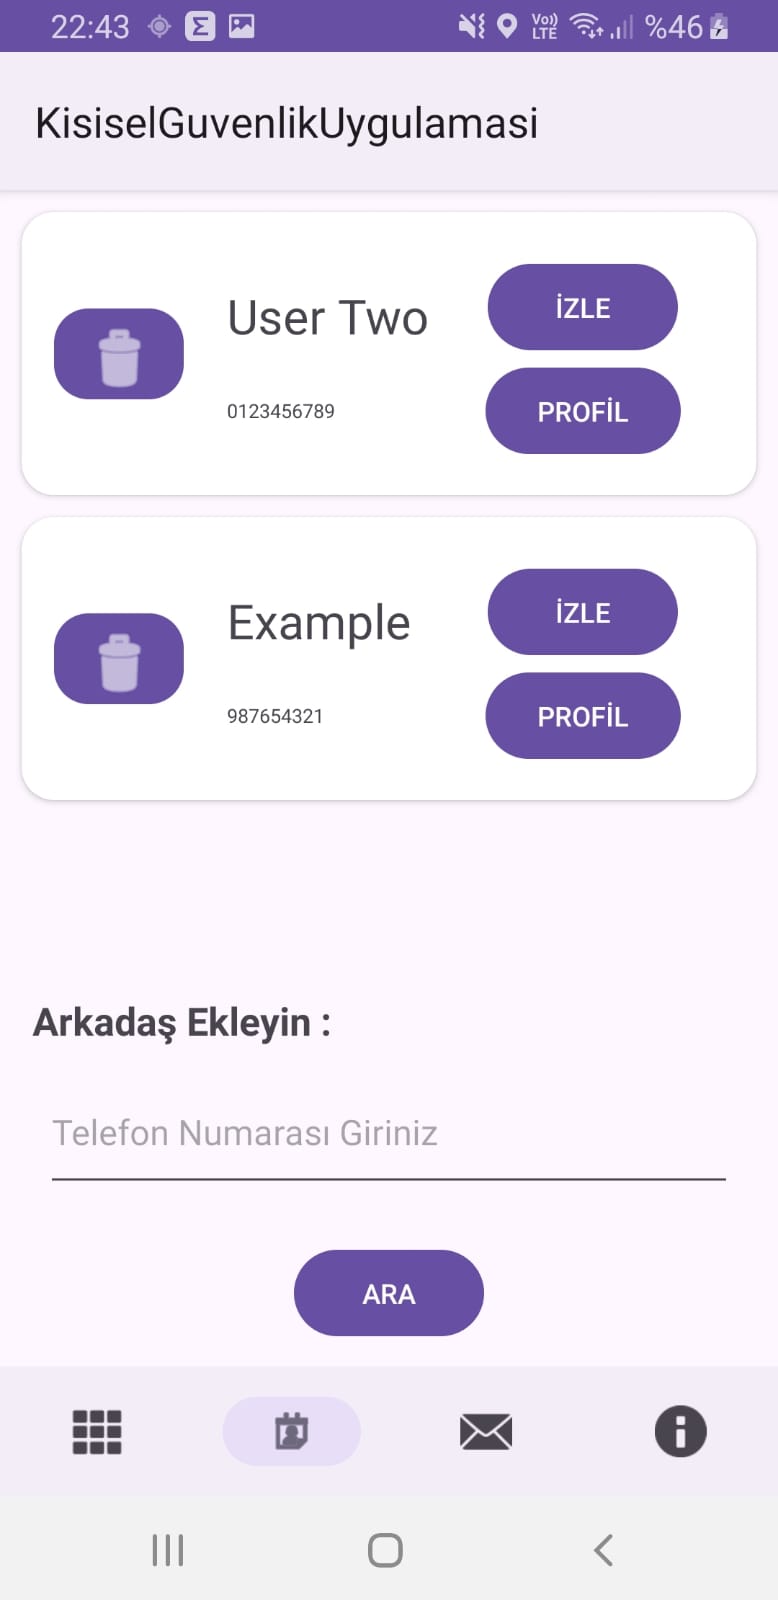 22:43 Vo)) LTE %46
KisiselGuvenlikUygulamasi
User Two
İZLE
0123456789
PROFİL
Example
İZLE
987654321
PROFİL
Arkadaş Ekleyin :
Telefon Numarası Giriniz
ARA